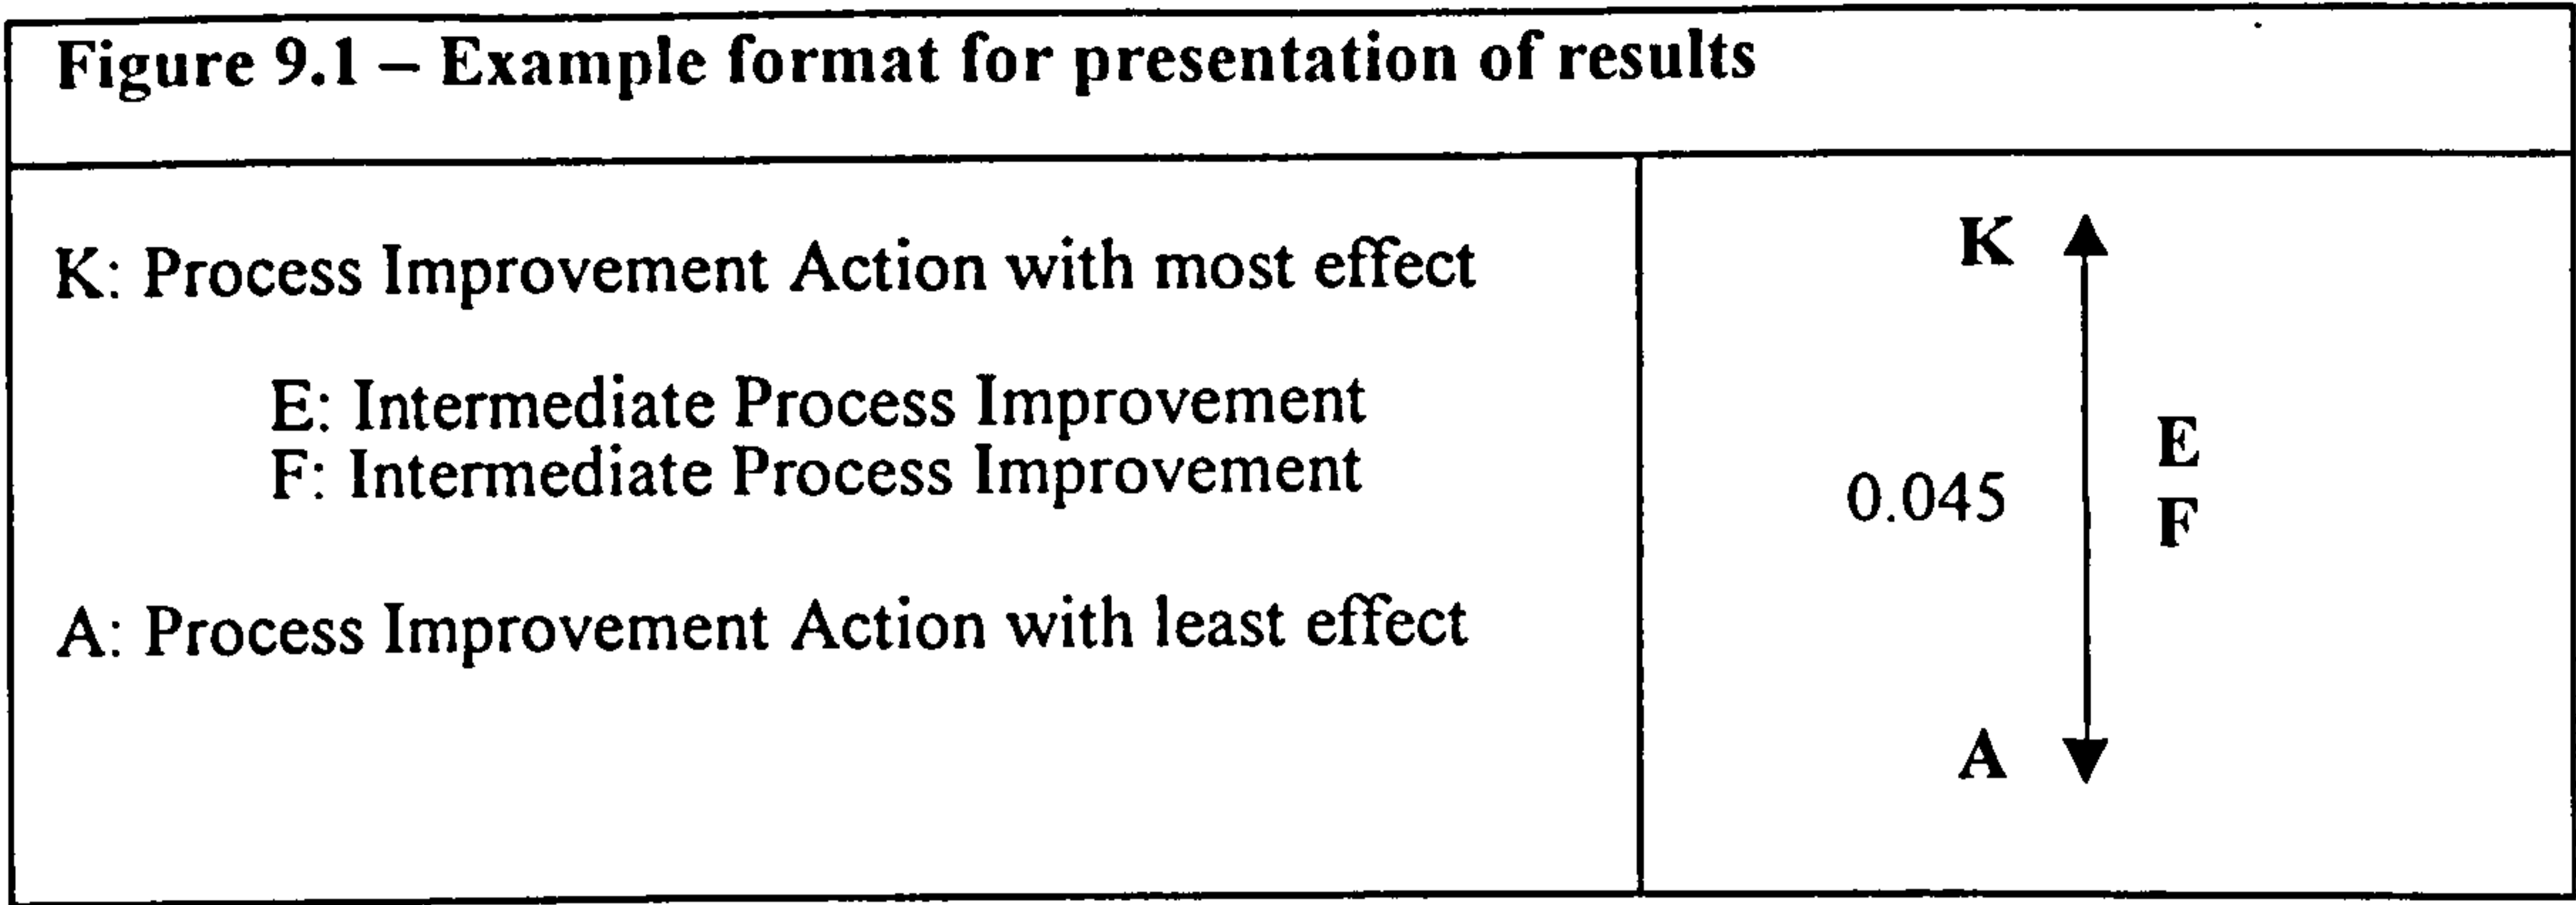 Figure 9.1 – Example format for presentation of results
K: Process Improvement Action with most effect
E: Intermediate Process Improvement
F: Intermediate Process Improvement
A: Process Improvement Action with least effect
K
E
0.045
F
A